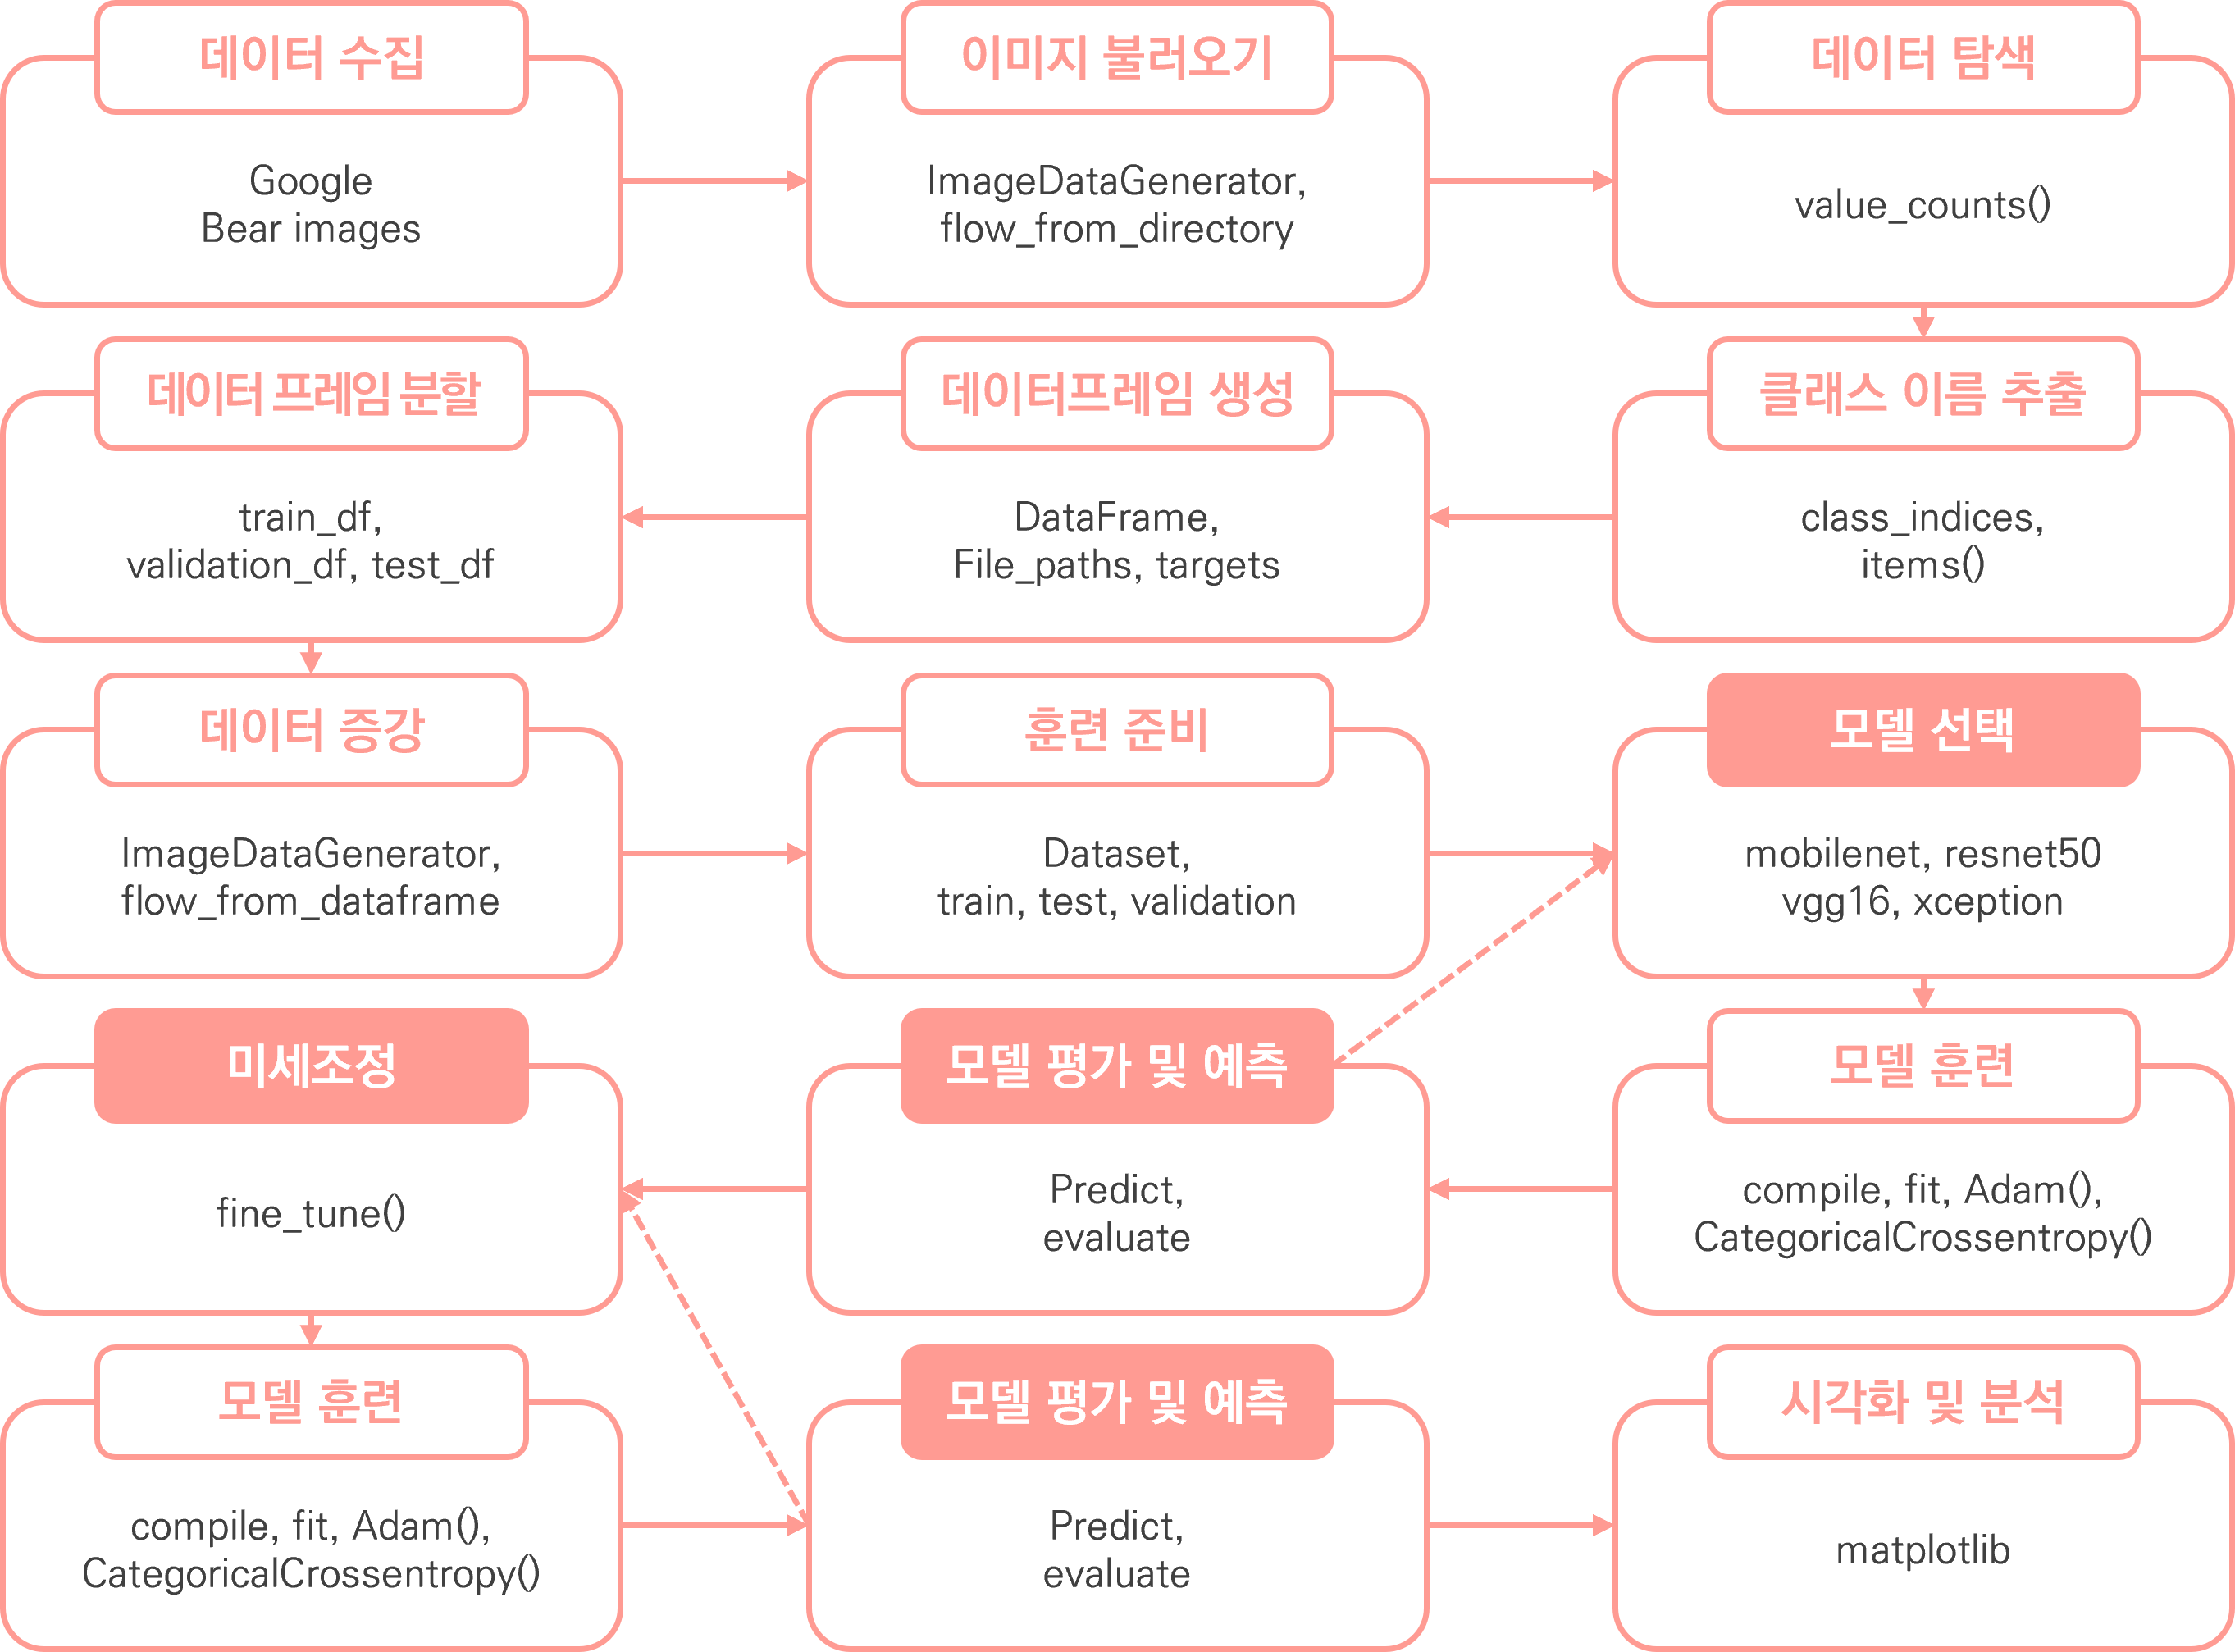 데이터 수집
Google
Bear images
이미지 불러오기
ImageDataGenerator,
flow_from_directory
데이터 탐색
value_counts()
클래스 이름 추출
class_indices,
items()
데이터프레임 생성
DataFrame,
File_paths, targets
데이터프레임 분할
train_df,
validation_df, test_df
데이터 증강
ImageDataGenerator,
flow_from_dataframe
훈련 준비
Dataset,
train, test, validation
모델 선택
mobilenet, resnet50
vgg16, xception
모델 훈련
compile, fit, Adam(),
CategoricalCrossentropy()
모델 평가 및 예측
Predict,
evaluate
미세조정
fine_tune()
모델 훈련
compile, fit, Adam(),
CategoricalCrossentropy()
모델 평가 및 예측
Predict,
evaluate
시각화 및 분석
matplotlib